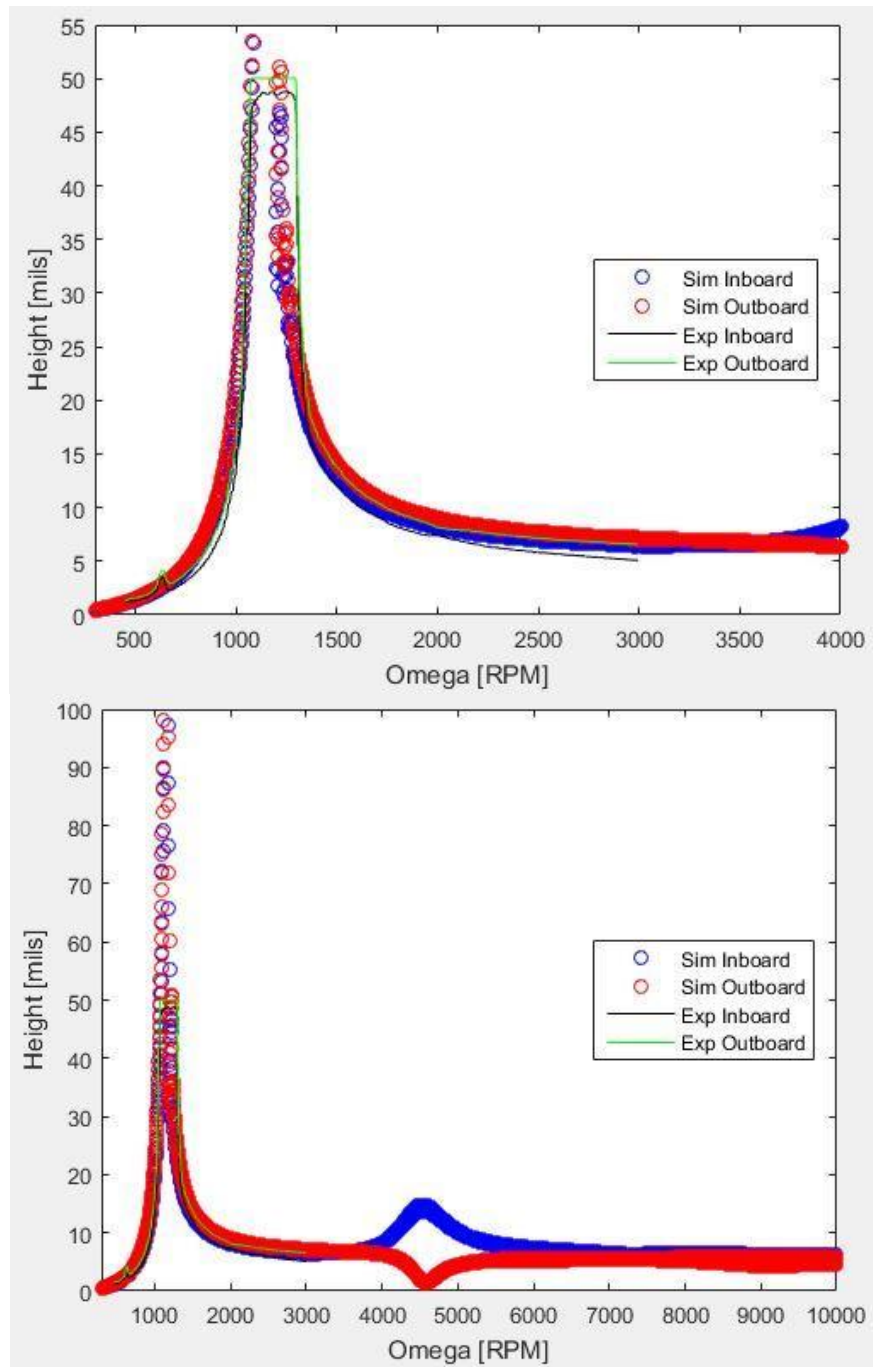 55
50
45
40
35
30
25
20
15
10
5
0
Height [mils]
Sim Inboard
Sim Outboard
Exp Inboard
Exp Outboard
500 1000 1500 2000 2500 3000 3500 4000
Omega [RPM]
100
90
80
70
60
50
40
30
20
10
0
Height [mils]
Sim Inboard
Sim Outboard
Exp Inboard
Exp Outboard
1000 2000 3000 4000 5000 6000 7000 8000 9000 10000
Omega [RPM]